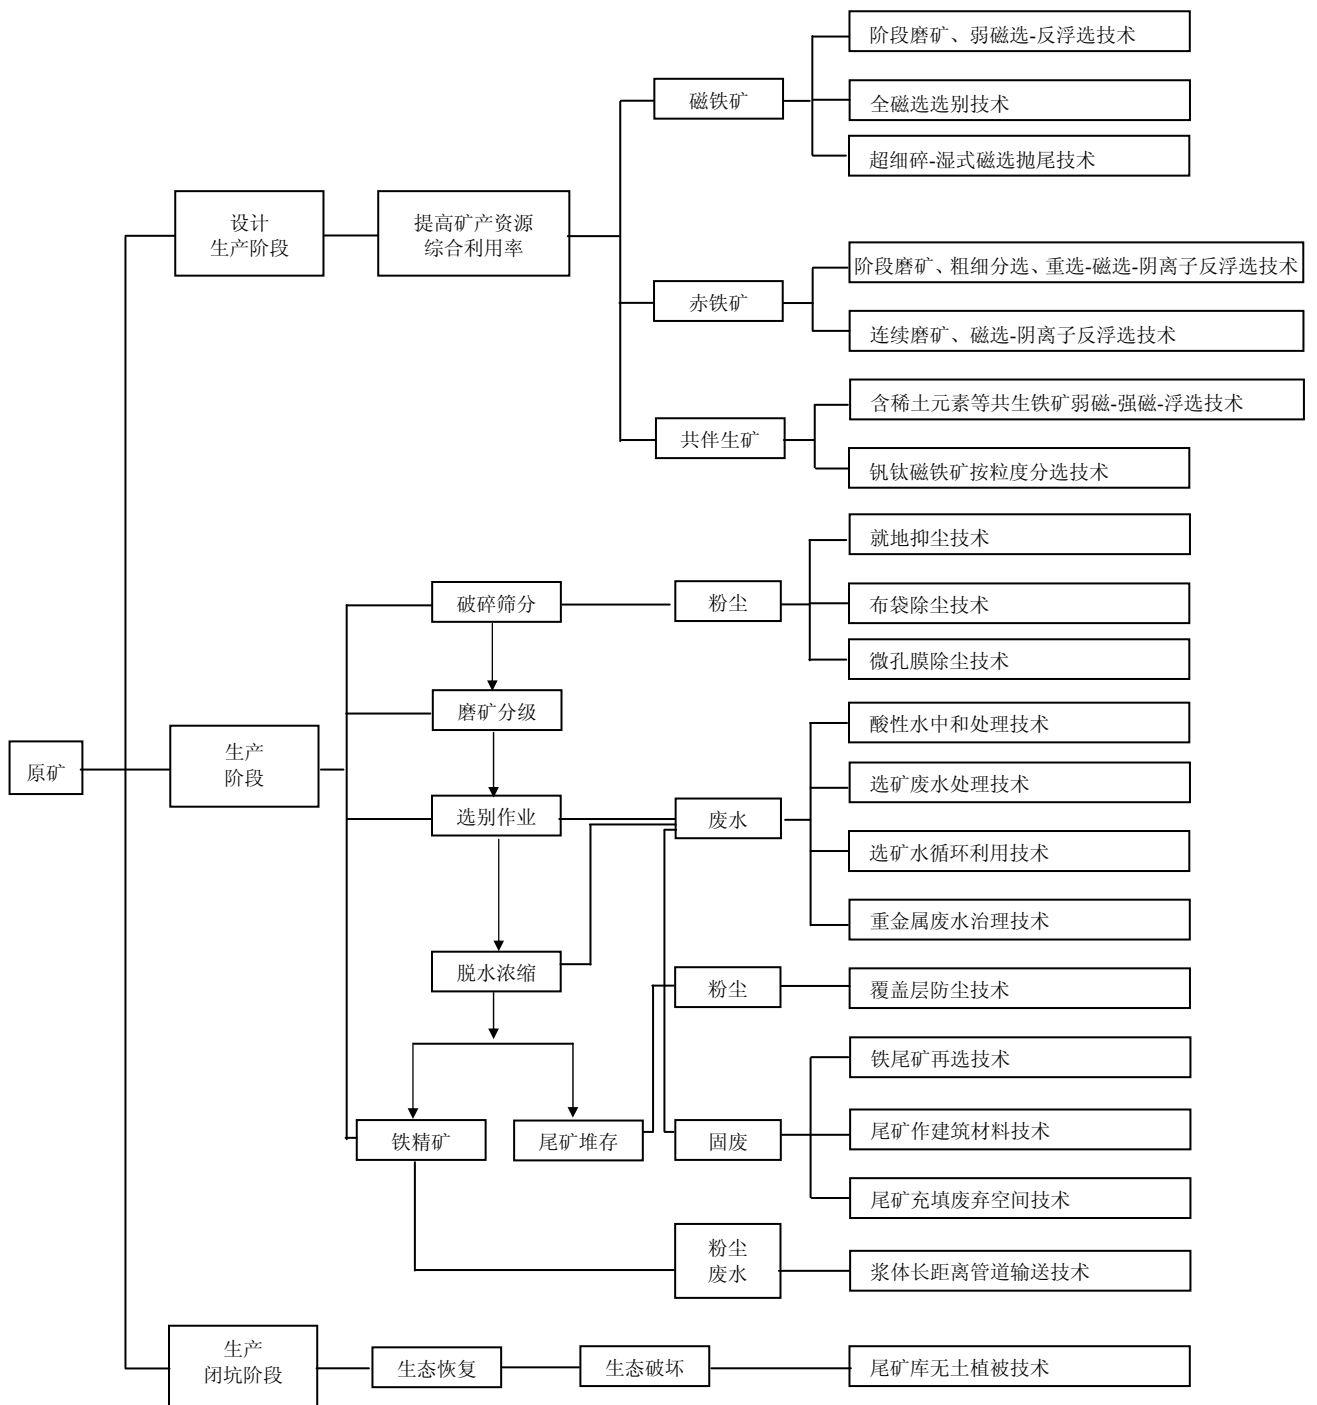 阶段磨矿、弱磁选-反浮选技术
磁铁矿
全磁选选别技术
超细碎-湿式磁选抛尾技术
设计
生产阶段
提高矿产资源
综合利用率
阶段磨矿、粗细分选、重选-磁选-阴离子反浮选技术
赤铁矿
连续磨矿、磁选-阴离子反浮选技术
含稀土元素等共生铁矿弱磁-强磁-浮选技术
共伴生矿
钒钛磁铁矿按粒度分选技术
就地抑尘技术
破碎筛分
粉尘
布袋除尘技术
微孔膜除尘技术
磨矿分级
酸性水中和处理技术
原矿
生产
阶段
选矿废水处理技术
选别作业
废水
选矿水循环利用技术
重金属废水治理技术
脱水浓缩
粉尘
覆盖层防尘技术
铁尾矿再选技术
铁精矿
尾矿堆存
固废
尾矿作建筑材料技术
尾矿充填废弃空间技术
粉尘
废水
浆体长距离管道输送技术
生产
闭坑阶段
生态恢复
生态破坏
尾矿库无土植被技术